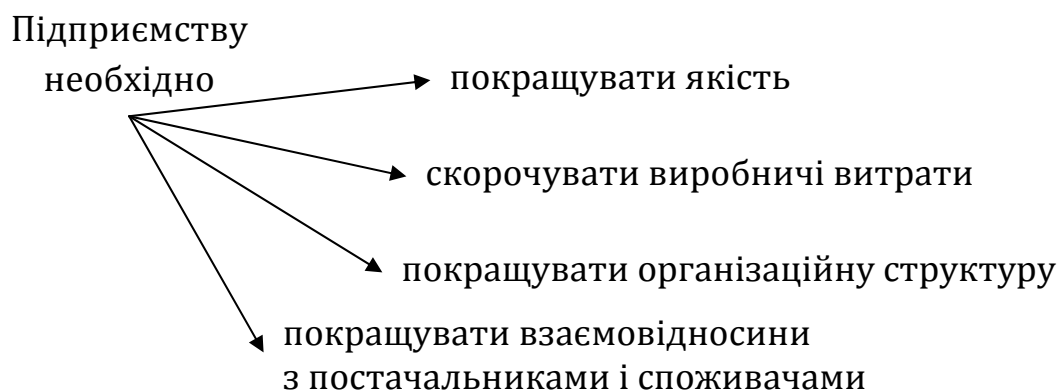 Підприємству
необхідно
покращувати якість
скорочувати виробничі витрати
покращувати організаційну структуру
покращувати взаємовідносини
з постачальниками і споживачами